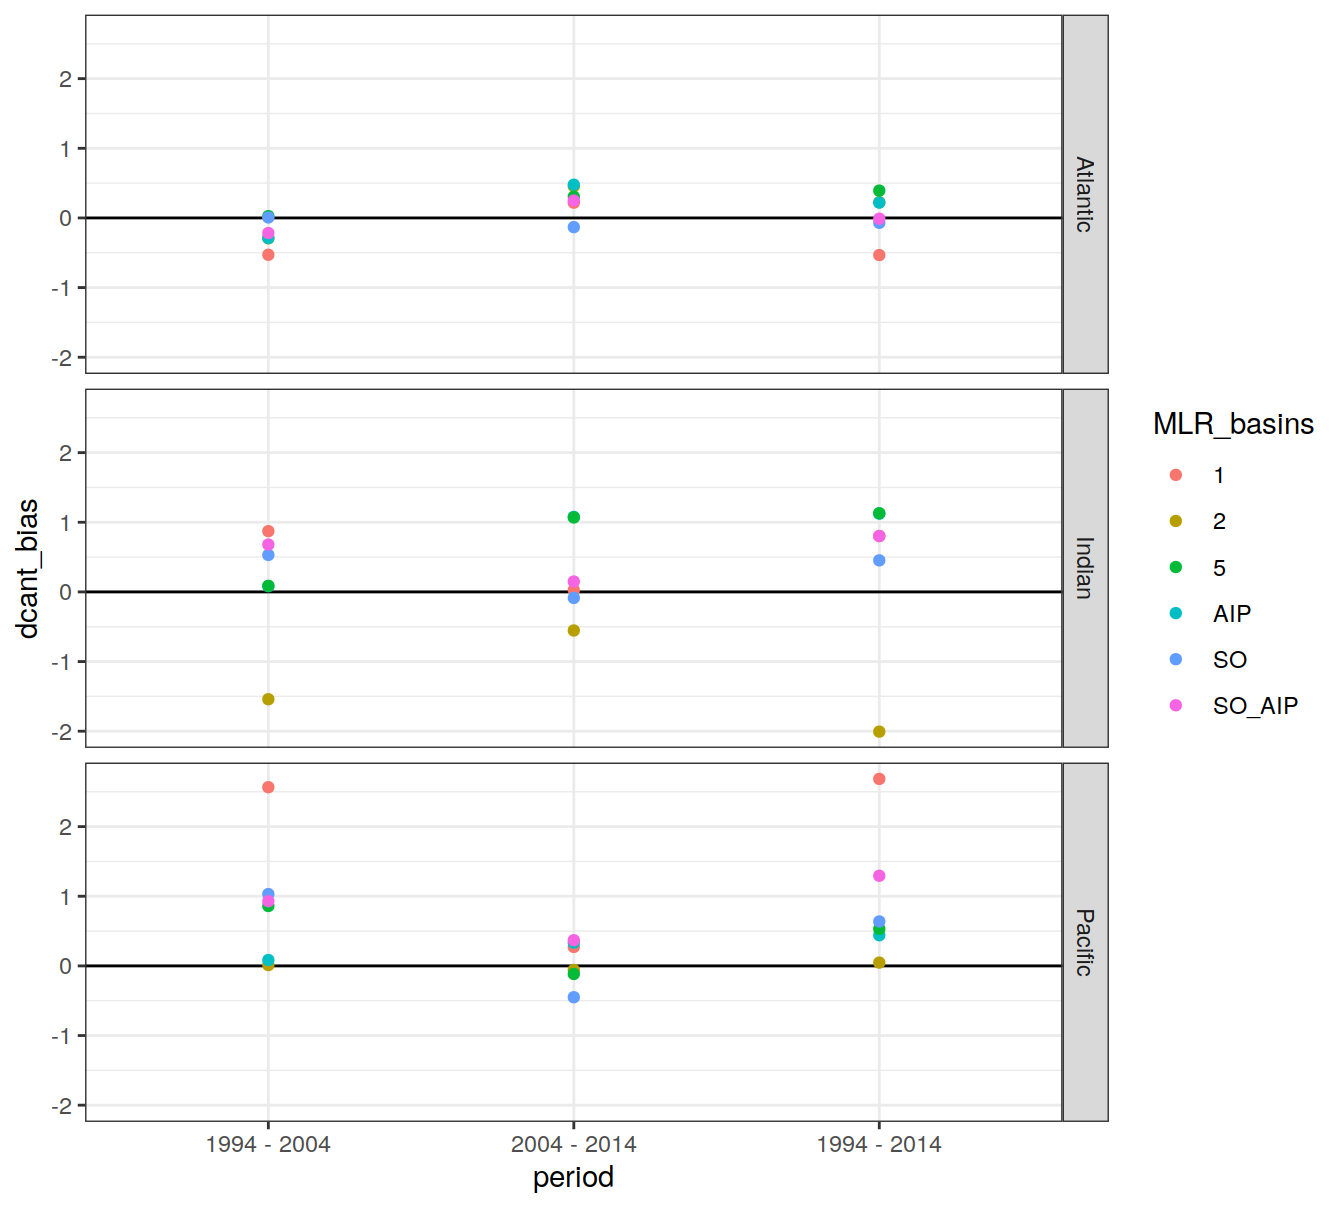 2
1
0
-1
-2
Atlantic
2
1
0
-1
-2
Indian
2
1
0
-1
-2
Pacific
dcant_bias
1994 - 2004
2004 - 2014
1994 - 2014
period
MLR_basins
1
2
5
AIP
SO
SO_AIP